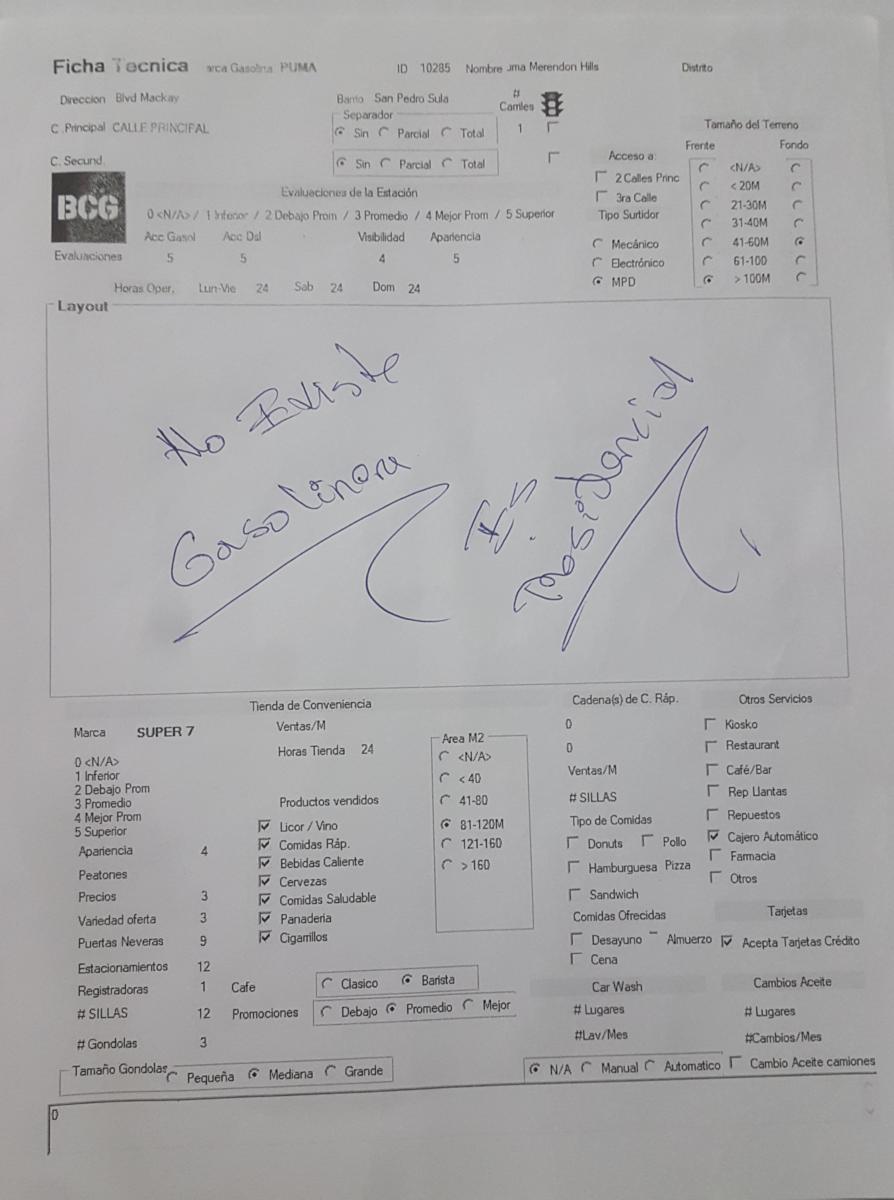 Ficha Tecnica arca Gasolina PUMA ID 10285 Nombre uma Merendon Hills Distrito
Direccion Blvd Mackay Barrio San Pedro Sula # Carriles
C .Principal CALLE PRINCIPAL Separador Sin Parcial Total 1
C. Secund. Sin Parcial Total
Acceso a: 2 Calles Princ 3ra Calle
Tamaño del Terreno
Frente Fondo
<N/A>
< 20M
21-30M
31-40M
41-60M
61-100
> 100M
Tipo Surtidor
Mecánico
Electrónico
MPD
BCG
Evaluaciones de la Estación
0 <N/A> / 1 Inferior / 2 Debajo Prom / 3 Promedio / 4 Mejor Prom / 5 Superior
Acc Gasol Acc Dsl Visibilidad Apariencia
Evaluaciones 5 5 4 5
Horas Oper. Lun-Vie 24 Sab 24 Dom 24
Layout
No Existe
Gasolinera
Es
Residencial
Tienda de Conveniencia
Marca SUPER 7
0 <N/A>
1 Inferior
2 Debajo Prom
3 Promedio
4 Mejor Prom
5 Superior
Apariencia 4
Peatones
Precios 3
Variedad oferta 3
Puertas Neveras 9
Estacionamientos 12
Registradoras 1
# SILLAS 12
# Gondolas 3
Tamaño Gondolas Pequeña Mediana Grande
Ventas/M
Horas Tienda 24
Productos vendidos
Licor / Vino
Comidas Ráp.
Bebidas Caliente
Cervezas
Comidas Saludable
Panaderia
Cigarrillos
Cafe Clasico Barista
Promociones Debajo Promedio Mejor
Area M2
<N/A>
< 40
41-80
81-120M
121-160
> 160
Cadena(s) de C. Ráp.
0
0
Ventas/M
# SILLAS
Tipo de Comidas
Donuts Pollo
Hamburguesa Pizza
Sandwich
Comidas Ofrecidas
Desayuno Almuerzo
Cena
Car Wash
# Lugares
#Lav/Mes
N/A Manual Automatico
Otros Servicios
Kiosko
Restaurant
Café/Bar
Rep Llantas
Repuestos
Cajero Automático
Farmacia
Otros
Tarjetas
Acepta Tarjetas Crédito
Cambios Aceite
# Lugares
#Cambios/Mes
Cambio Aceite camiones
0